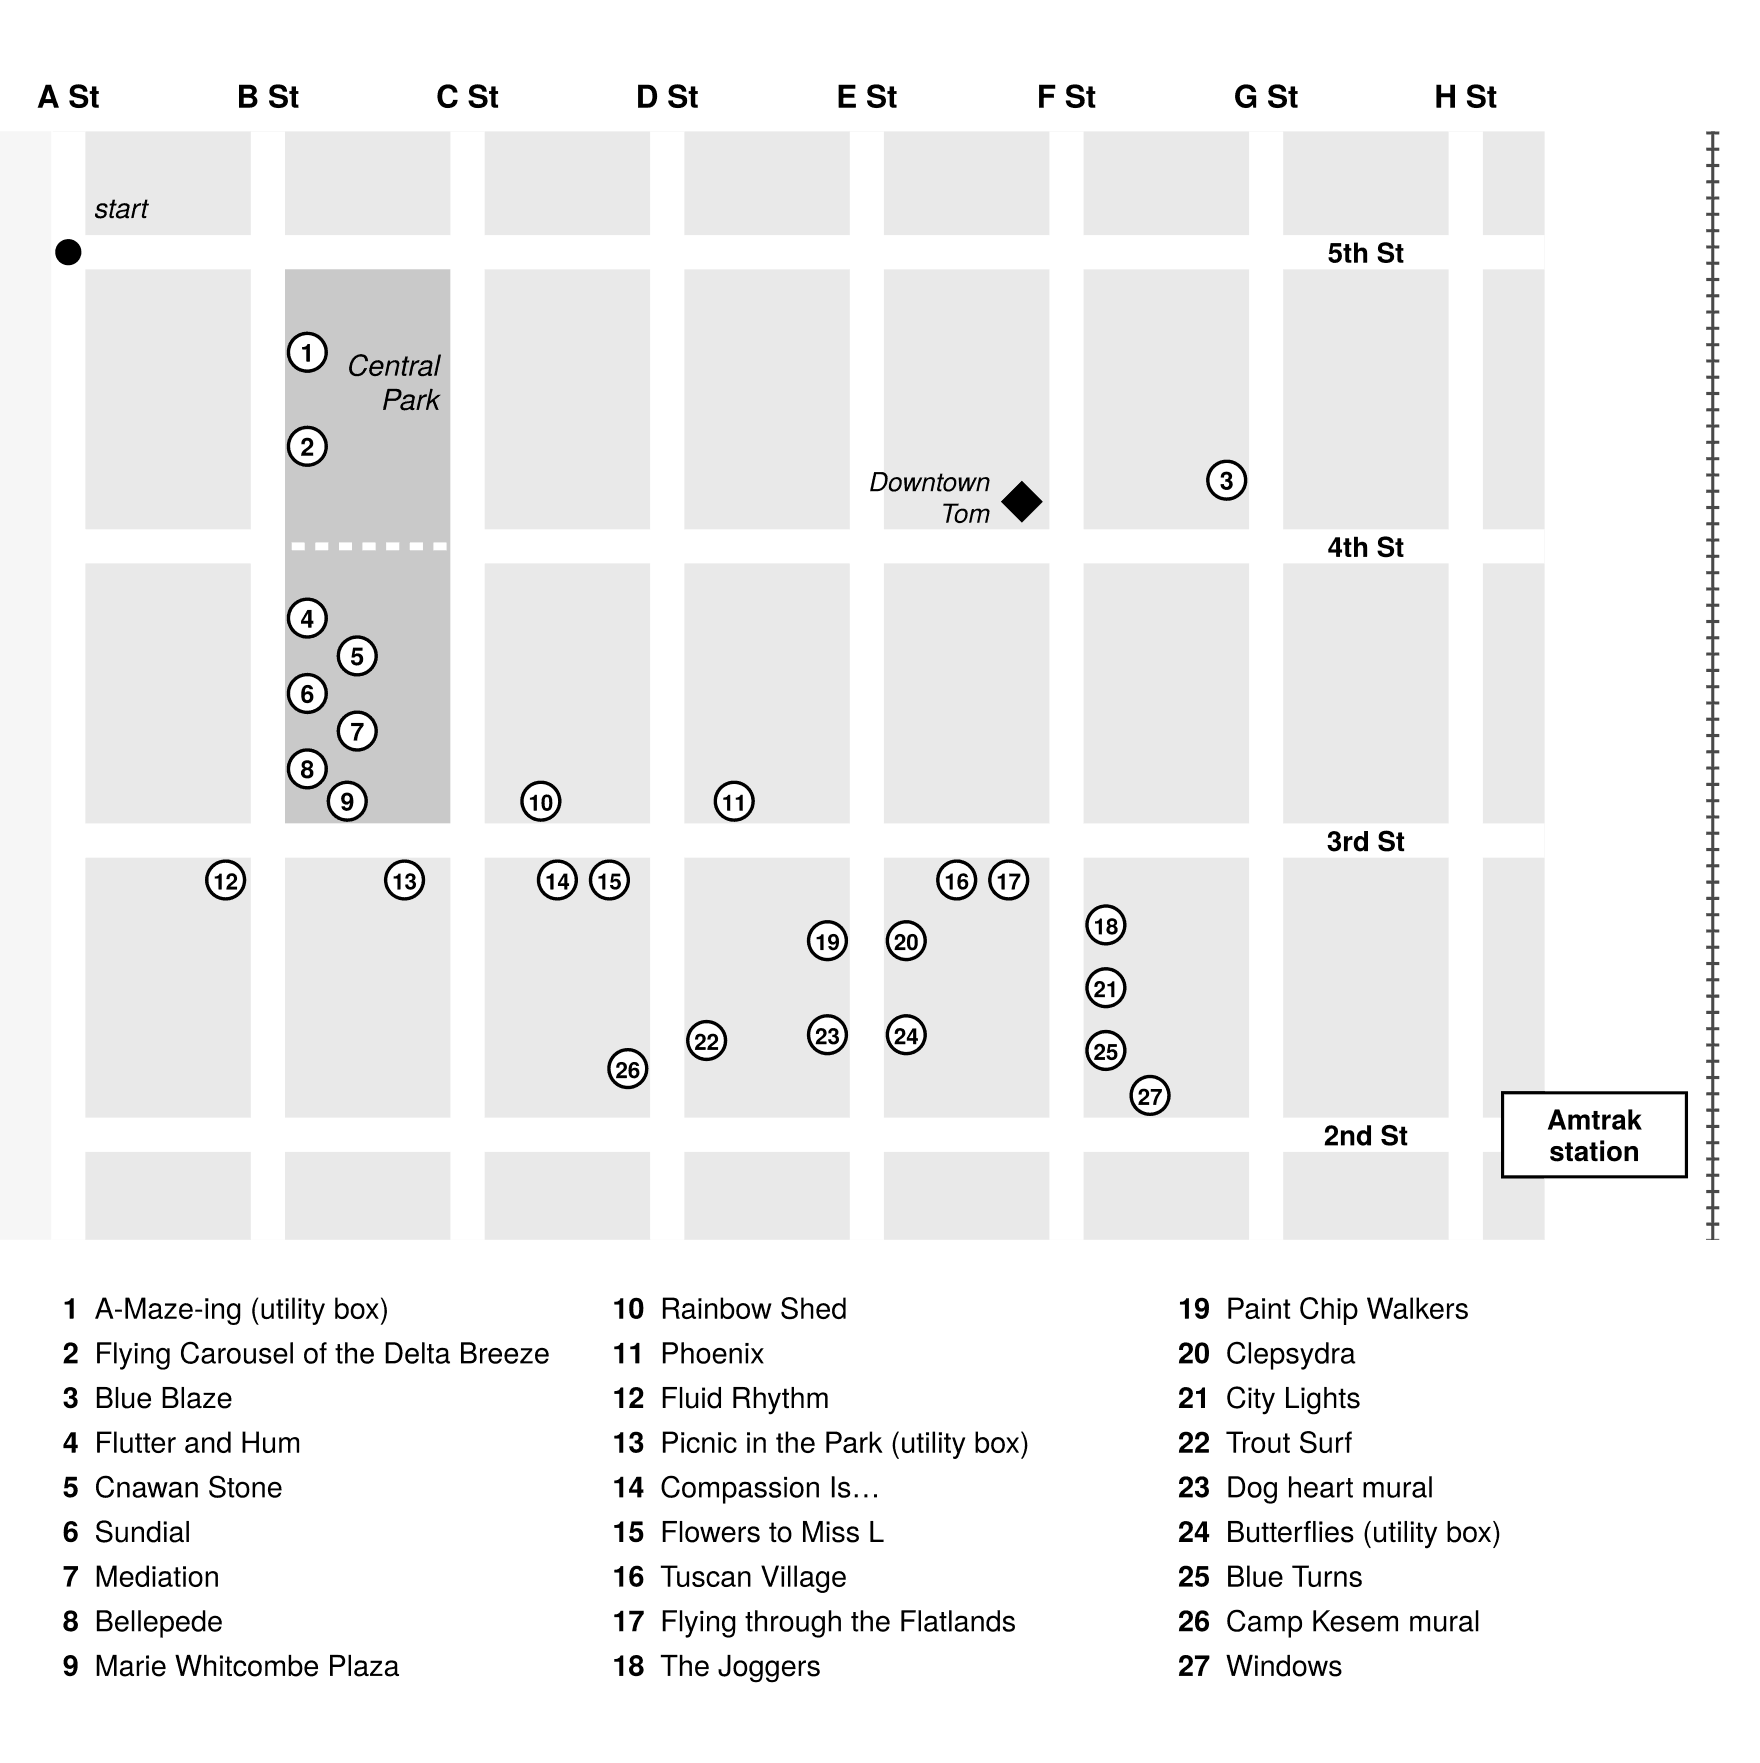 A St B St C St D St E St F St G St H St
start
5th St
1
Central
Park
2
Downtown
Tom
3
4th St
4
5
6
7
8
9
10
11
3rd St
12
13
14
15
16
17
18
19
20
21
22
23
24
25
26
27
2nd St
Amtrak
station
1 A-Maze-ing (utility box)
2 Flying Carousel of the Delta Breeze
3 Blue Blaze
4 Flutter and Hum
5 Cnawan Stone
6 Sundial
7 Mediation
8 Bellepede
9 Marie Whitcombe Plaza
10 Rainbow Shed
11 Phoenix
12 Fluid Rhythm
13 Picnic in the Park (utility box)
14 Compassion Is…
15 Flowers to Miss L
16 Tuscan Village
17 Flying through the Flatlands
18 The Joggers
19 Paint Chip Walkers
20 Clepsydra
21 City Lights
22 Trout Surf
23 Dog heart mural
24 Butterflies (utility box)
25 Blue Turns
26 Camp Kesem mural
27 Windows